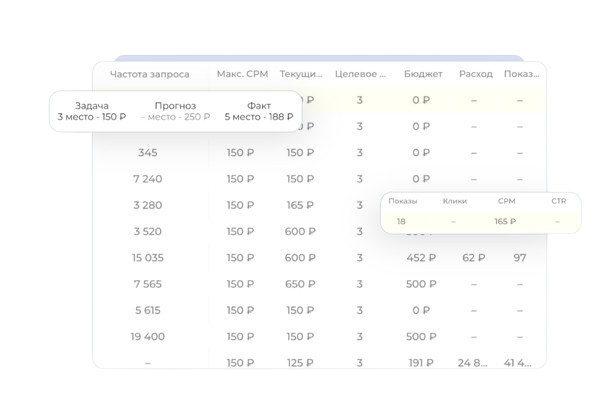 Частота запроса Макс. CPM Текущи... Целевое ... Бюджет Расход Показ...
₽ 3 0 ₽ – –
Задача Прогноз Факт
3 место - 150 ₽ – место - 250 ₽ 5 место - 188 ₽
₽ 3 0 ₽ – –
345 150 ₽ 150 ₽ 3 0 ₽ – –
7 240 150 ₽ 150 ₽ 3 0 ₽ – –
Показы Клики CPM CTR
3 280 150 ₽ 165 ₽ 3
18 – 165 ₽ –
3 520 150 ₽ 600 ₽ 3
15 035 150 ₽ 600 ₽ 3 452 ₽ 62 ₽ 97
7 565 150 ₽ 650 ₽ 3 500 ₽ – –
5 615 150 ₽ 150 ₽ 3 0 ₽ – –
19 400 150 ₽ 150 ₽ 3 500 ₽ – –
– 150 ₽ 125 ₽ 3 191 ₽ 24 8... 41 4...